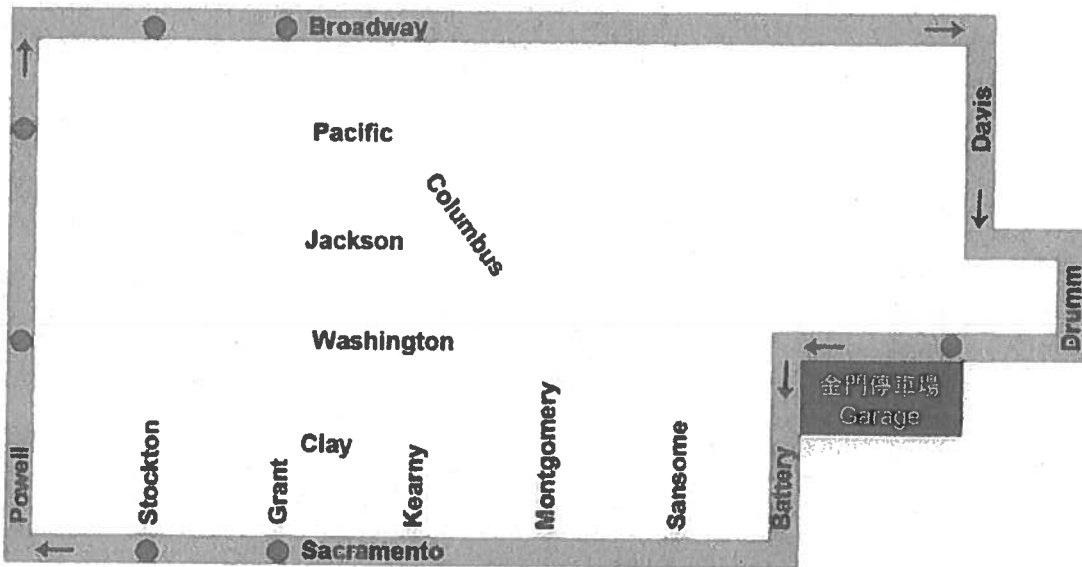 Broadway
Davis
Pacific
Columbus
Jackson
Washington
Drumm
金門停車場
Garage
Clay
Powell
Stockton
Grant
Kearny
Montgomery
Sansome
Battery
Sacramento